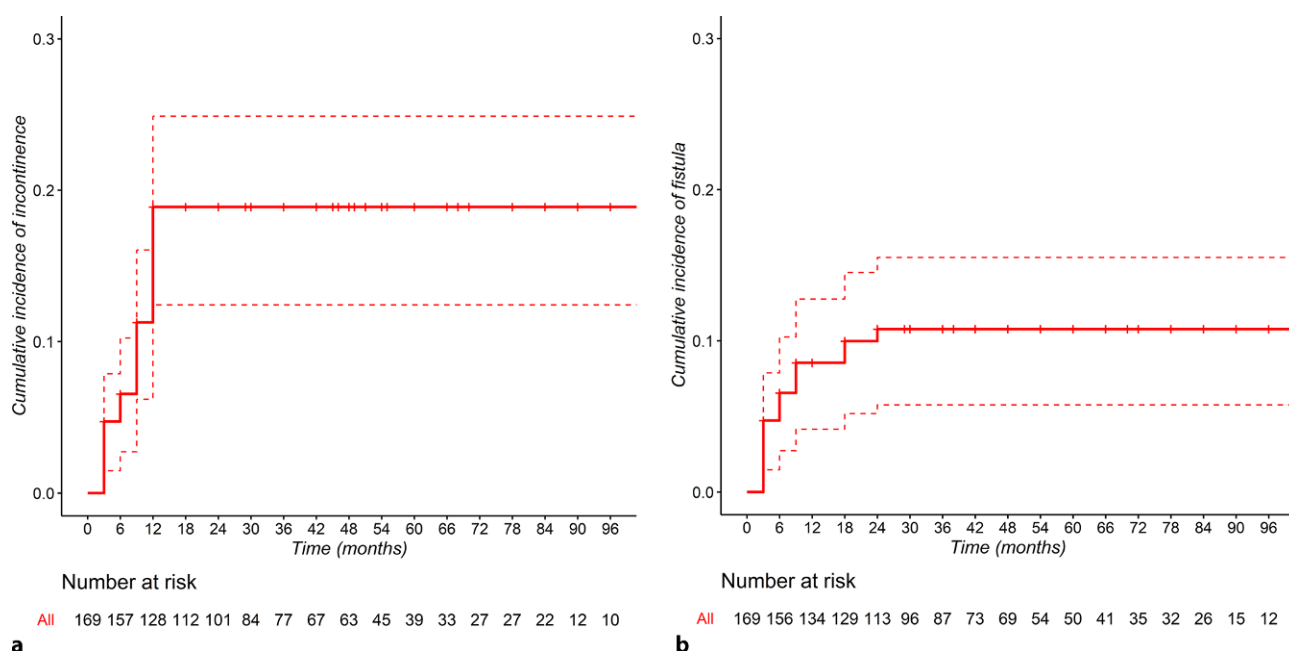 Cumulative incidence of incontinence
0.3
0.2
0.1
0.0
0 6 12 18 24 30 36 42 48 54 60 66 72 78 84 90 96
Time (months)
Number at risk
All 169 157 128 112 101 84 77 67 63 45 39 33 27 27 22 12 10
a
Cumulative incidence of fistula
0.3
0.2
0.1
0.0
0 6 12 18 24 30 36 42 48 54 60 66 72 78 84 90 96
Time (months)
Number at risk
All 169 156 134 129 113 96 87 73 69 54 50 41 35 32 26 15 12
b